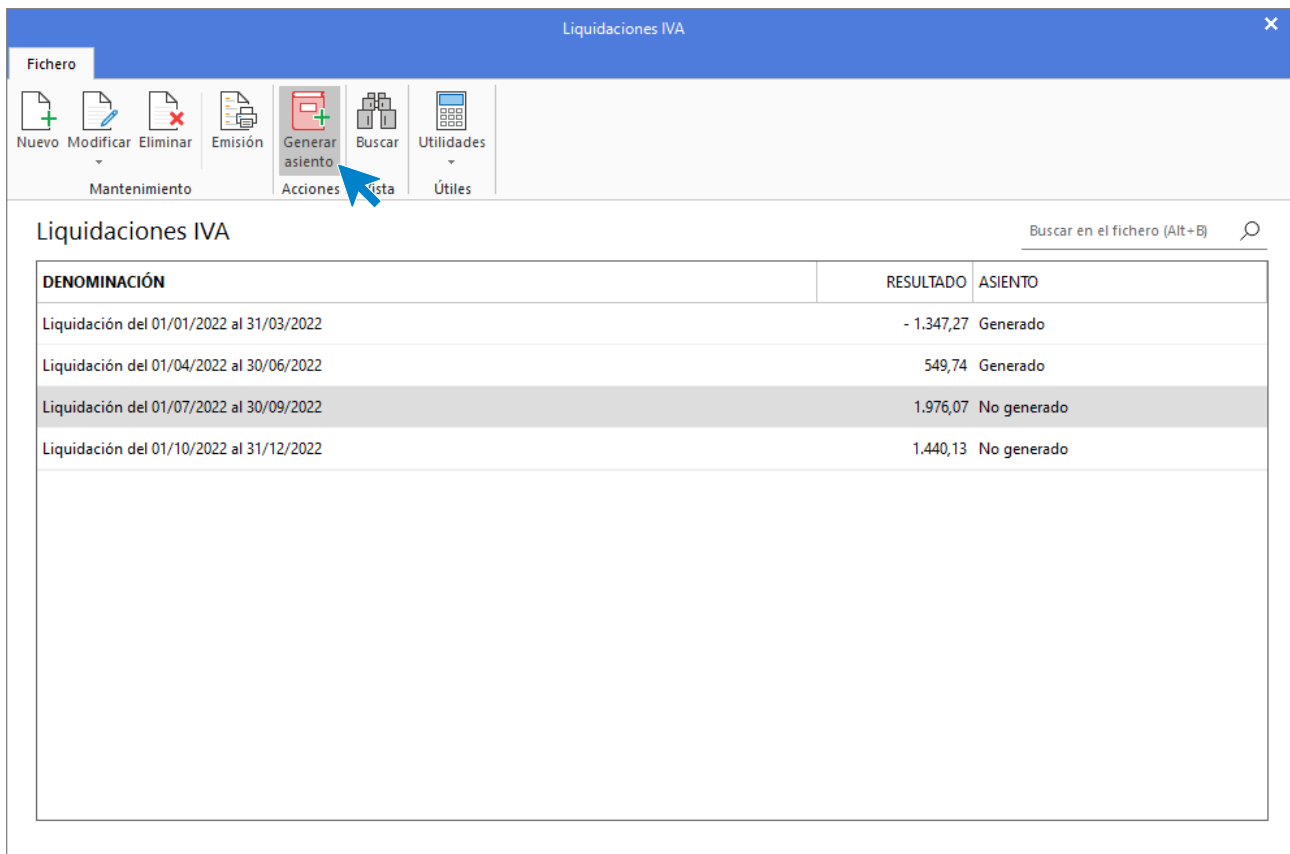 Liquidaciones IVA
Fichero
Nuevo Modificar Eliminar Emisión Generar asiento Buscar Utilidades
Mantenimiento Acciones Útiles
Liquidaciones IVA Buscar en el fichero (Alt+B)
DENOMINACIÓN RESULTADO ASIENTO
Liquidación del 01/01/2022 al 31/03/2022 - 1.347,27 Generado
Liquidación del 01/04/2022 al 30/06/2022 549,74 Generado
Liquidación del 01/07/2022 al 30/09/2022 1.976,07 No generado
Liquidación del 01/10/2022 al 31/12/2022 1.440,13 No generado